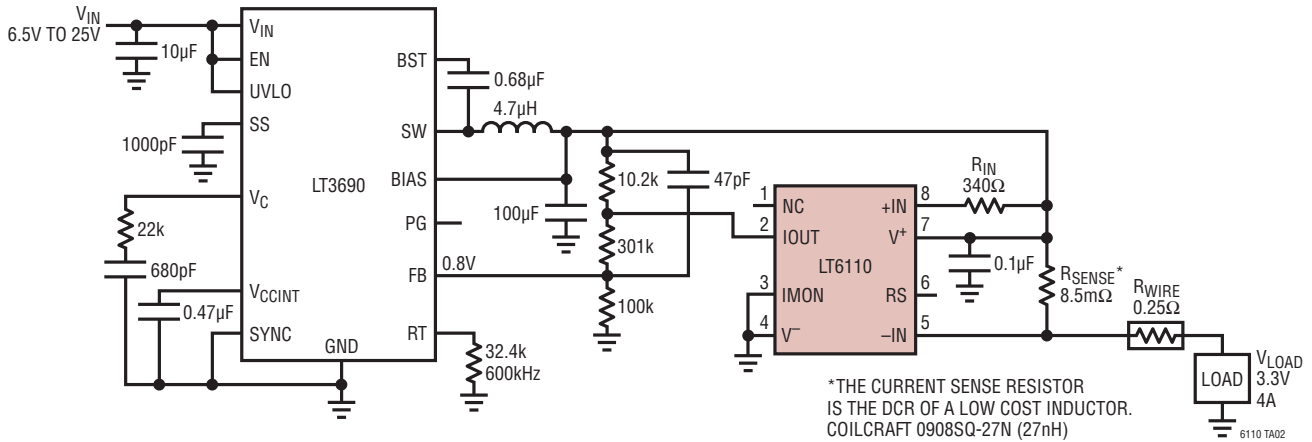 VIN
6.5V TO 25V
10µF
VIN
EN
UVLO
SS
1000pF
VC
22k
680pF
VCCINT
0.47µF
SYNC
GND
LT3690
BST
0.68µF
4.7µH
SW
BIAS
100µF
PG
FB
0.8V
RT
32.4k
600kHz
10.2k
47pF
301k
100k
1
NC
2
IOUT
3
IMON
4
V–
LT6110
+IN
8
V+
7
RS
6
–IN
5
RIN
340Ω
0.1µF
RSENSE*
8.5mΩ
RWIRE
0.25Ω
LOAD
VLOAD
3.3V
4A
*THE CURRENT SENSE RESISTOR
IS THE DCR OF A LOW COST INDUCTOR.
COILCRAFT 0908SQ-27N (27nH)
6110 TA02